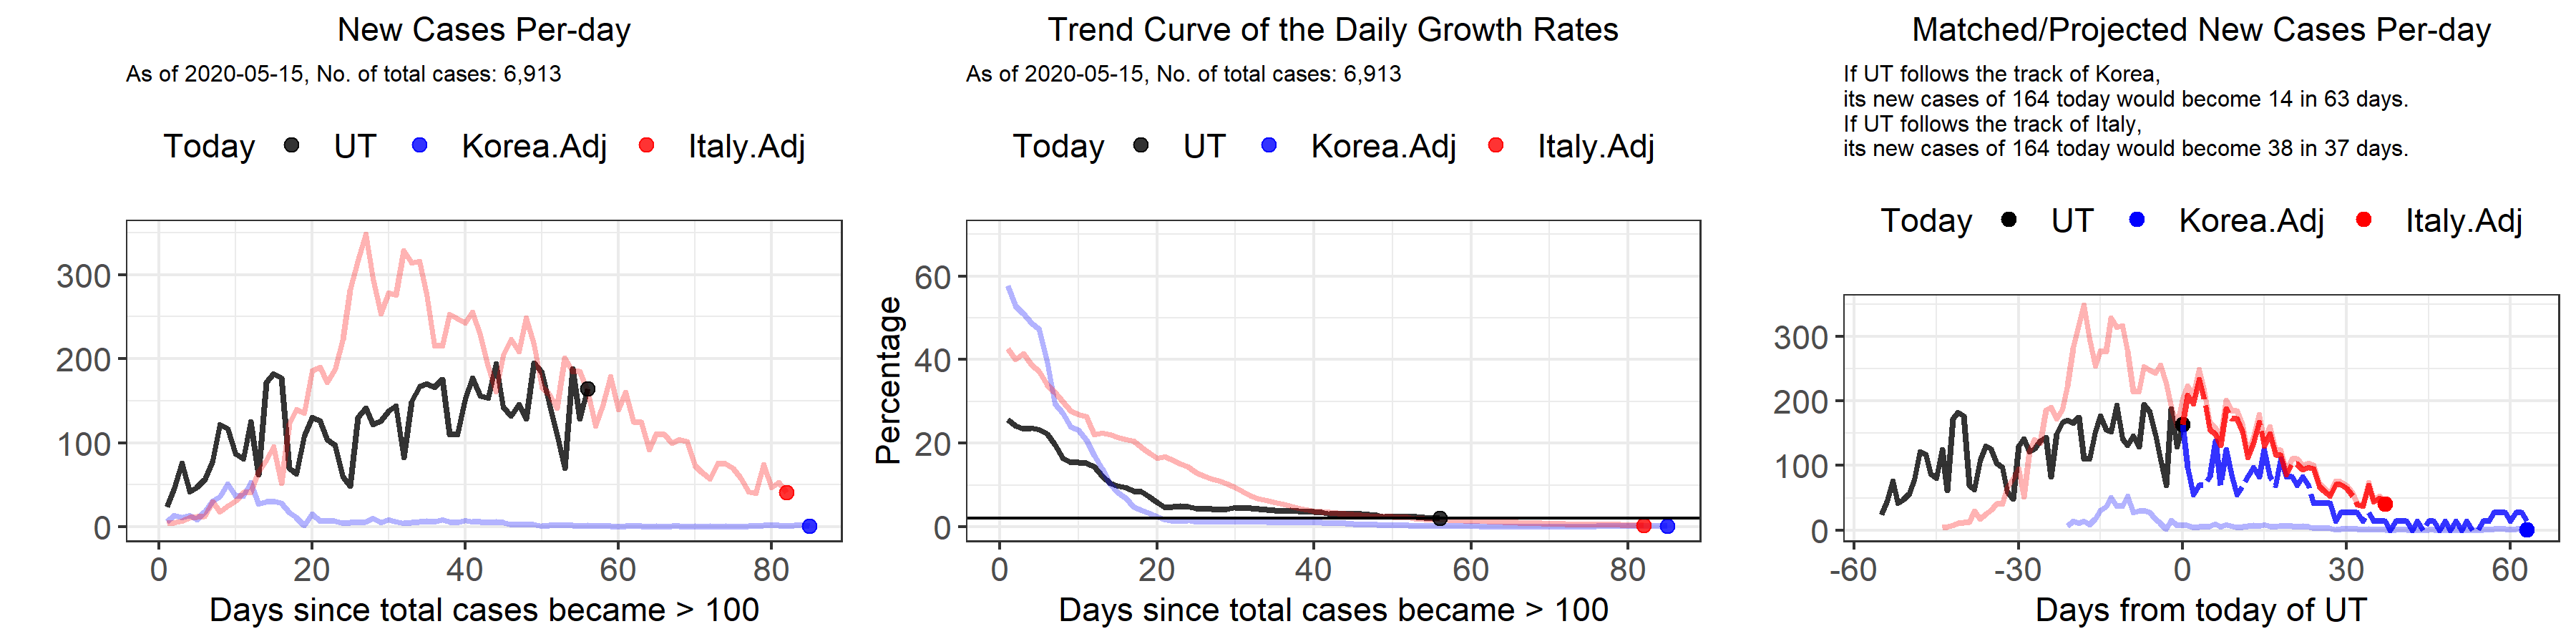 New Cases Per-day
As of 2020-05-15, No. of total cases: 6,913
Today UT Korea.Adj Italy.Adj
300
200
100
0
0 20 40 60 80
Days since total cases became > 100
Trend Curve of the Daily Growth Rates
As of 2020-05-15, No. of total cases: 6,913
Today UT Korea.Adj Italy.Adj
Percentage
60
40
20
0
0 20 40 60 80
Days since total cases became > 100
Matched/Projected New Cases Per-day
If UT follows the track of Korea,
its new cases of 164 today would become 14 in 63 days.
If UT follows the track of Italy,
its new cases of 164 today would become 38 in 37 days.
Today UT Korea.Adj Italy.Adj
300
200
100
0
-60 -30 0 30 60
Days from today of UT